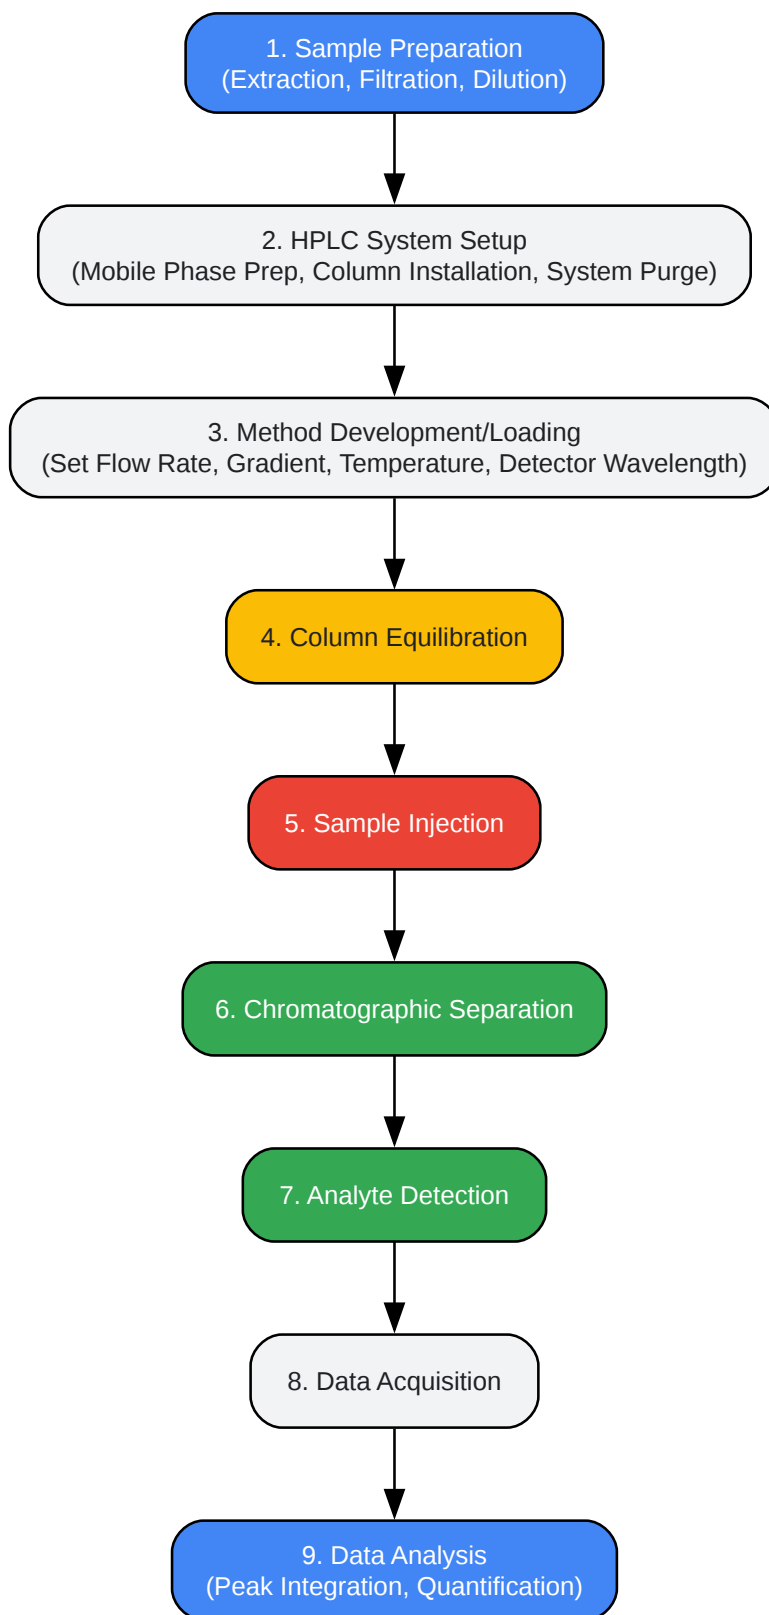 1. Sample Preparation
(Extraction, Filtration, Dilution)
2. HPLC System Setup
(Mobile Phase Prep, Column Installation, System Purge)
3. Method Development/Loading
(Set Flow Rate, Gradient, Temperature, Detector Wavelength)
4. Column Equilibration
5. Sample Injection
6. Chromatographic Separation
7. Analyte Detection
8. Data Acquisition
9. Data Analysis
(Peak Integration, Quantification)